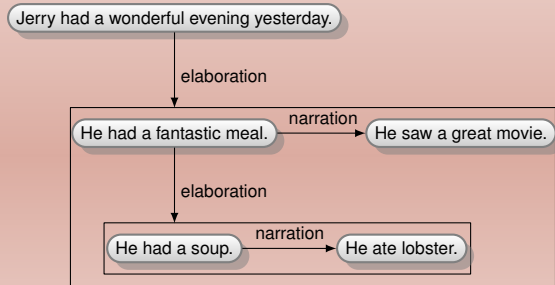 Jerry had a wonderful evening yesterday.
elaboration
He had a fantastic meal.
narration
He saw a great movie.
elaboration
He had a soup.
narration
He ate lobster.